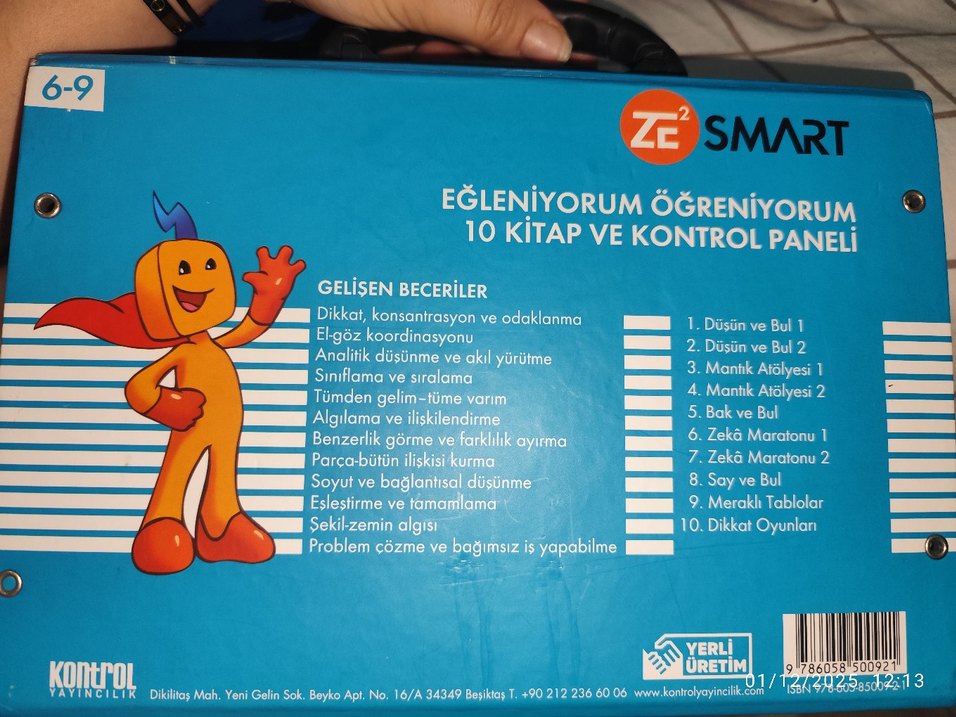 6-9
ZE2 SMART
EĞLENİYORUM ÖĞRENİYORUM
10 KİTAP VE KONTROL PANELİ
GELİŞEN BECERİLER
Dikkat, konsantrasyon ve odaklanma
El-göz koordinasyonu
Analitik düşünme ve akıl yürütme
Sınıflama ve sıralama
Tümden gelim-tüme varım
Algılama ve ilişkilendirme
Benzerlik görme ve farklılık ayırma
Parça-bütün ilişkisi kurma
Soyut ve bağlantısal düşünme
Eşleştirme ve tamamlama
Şekil-zemin algısı
Problem çözme ve bağımsız iş yapabilme
1. Düşün ve Bul 1
2. Düşün ve Bul 2
3. Mantık Atölyesi 1
4. Mantık Atölyesi 2
5. Bak ve Bul
6. Zekâ Maratonu 1
7. Zekâ Maratonu 2
8. Say ve Bul
9. Meraklı Tablolar
10. Dikkat Oyunları
KONTROL
YAYINCILIK
Dikilitaş Mah. Yeni Gelin Sok. Beyko Apt. No. 16/A 34349 Beşiktaş T. +90 212 236 60 06 www.kontrolyayincilik.com
YERLİ
ÜRETİM
9 786058 500921
ISBN 978-605-85009-2-1
01/12/2025 12:13